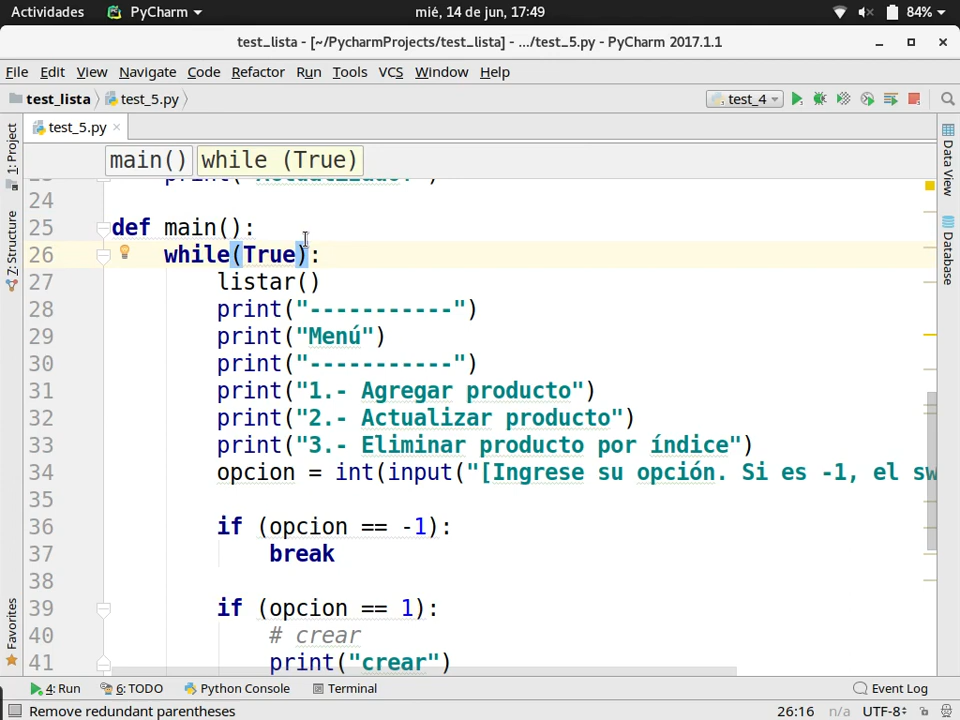 Actividades PyCharm mié, 14 de jun, 17:49 84%
test_lista - [~/PycharmProjects/test_lista] - .../test_5.py - PyCharm 2017.1.1
File Edit View Navigate Code Refactor Run Tools VCS Window Help
test_lista test_5.py test_4
test_5.py
main() while (True)
1: Project
7: Structure
Favorites
Data View
Database
24
25 def main():
26 while(True):
27 listar()
28 print("-----------")
29 print("Menú")
30 print("-----------")
31 print("1.- Agregar producto")
32 print("2.- Actualizar producto")
33 print("3.- Eliminar producto por índice")
34 opcion = int(input("[Ingrese su opción. Si es -1, el sw
35
36 if (opcion == -1):
37 break
38
39 if (opcion == 1):
40 # crear
41 print("crear")
4: Run 6: TODO Python Console Terminal Event Log
Remove redundant parentheses 26:16 n/a UTF-8